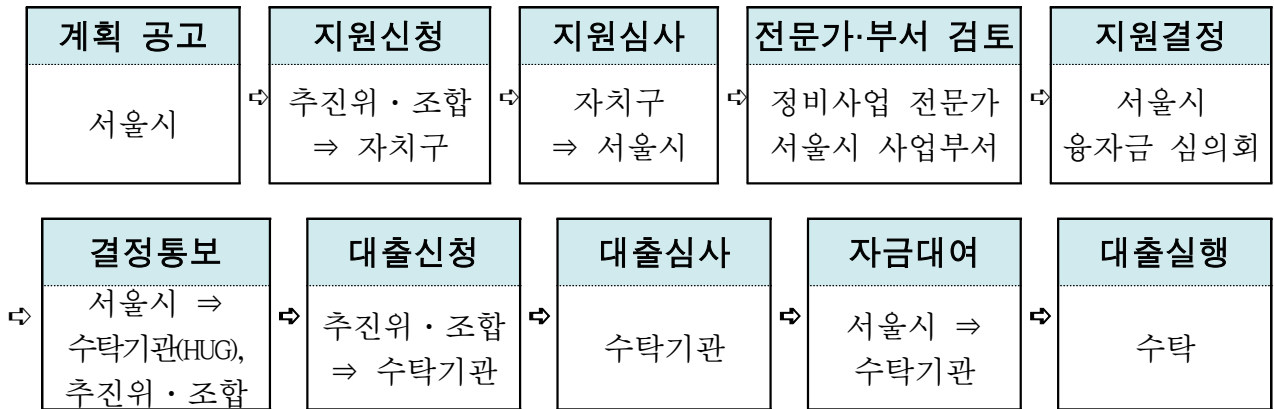 계획 공고
서울시
⇨
지원신청
추진위・조합
⇒ 자치구
⇨
지원심사
자치구
⇒ 서울시
⇨
전문가·부서 검토
정비사업 전문가
서울시 사업부서
⇨
지원결정
서울시
융자금 심의회
⇨
결정통보
서울시 ⇒
수탁기관(HUG),
추진위・조합
⇨
대출신청
추진위・조합
⇒ 수탁기관
⇨
대출심사
수탁기관
⇨
자금대여
서울시 ⇒
수탁기관
⇨
대출실행
수탁